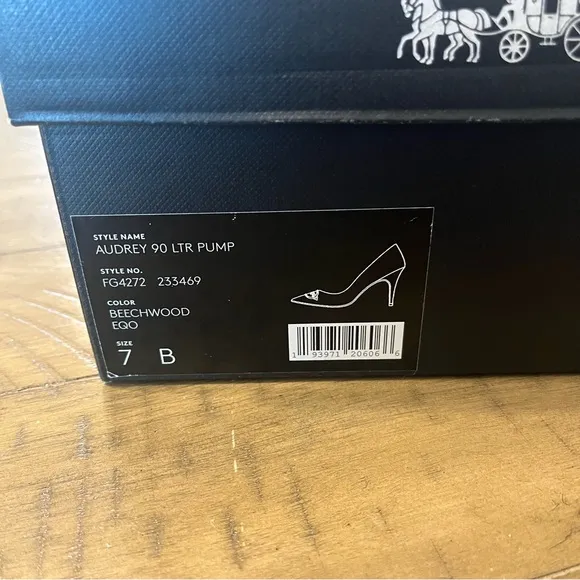 STYLE NAME
AUDREY 90 LTR PUMP
STYLE NO.
FG4272 233469
COLOR
BEECHWOOD
EQO
SIZE
7 B
1 93971 20606 6